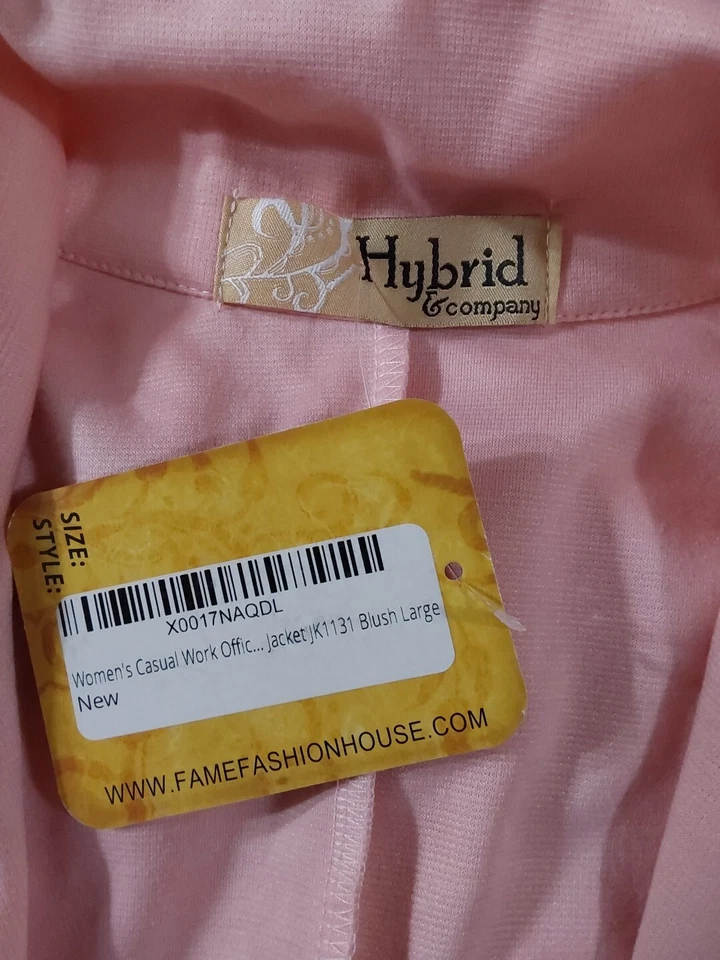 Hybrid
&company
SIZE:
STYLE:
X0017NAQDL
Women's Casual Work Offic... Jacket JK1131 Blush Large
New
WWW.FAMEFASHIONHOUSE.COM